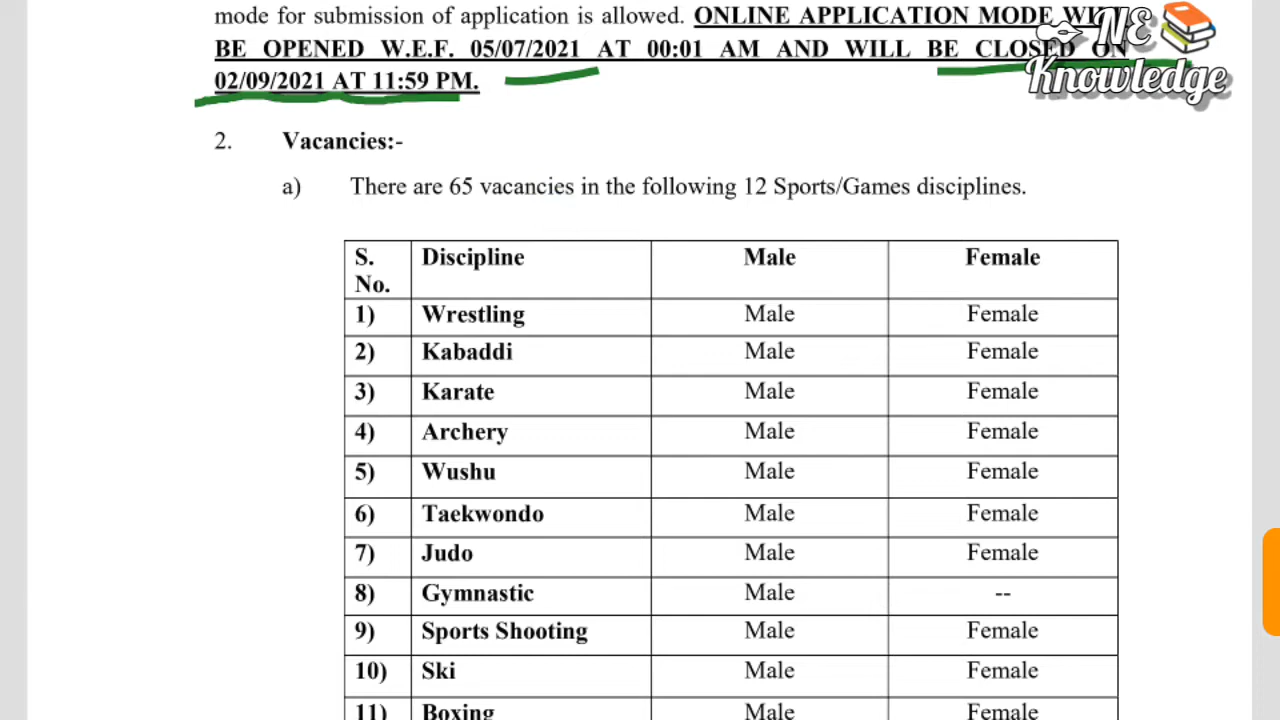 mode for submission of application is allowed. ONLINE APPLICATION MODE WILL
BE OPENED W.E.F. 05/07/2021 AT 00:01 AM AND WILL BE CLOSED ON
02/09/2021 AT 11:59 PM.
NE
Knowledge
2. Vacancies:-
a) There are 65 vacancies in the following 12 Sports/Games disciplines.
S. No. Discipline Male Female
1) Wrestling Male Female
2) Kabaddi Male Female
3) Karate Male Female
4) Archery Male Female
5) Wushu Male Female
6) Taekwondo Male Female
7) Judo Male Female
8) Gymnastic Male --
9) Sports Shooting Male Female
10) Ski Male Female
11) Boxing Male Female